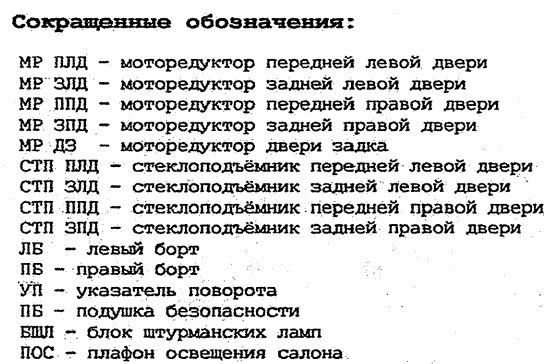 Сокращенные обозначения:
МР ПЛД - моторедуктор передней левой двери
МР ЗЛД - моторедуктор задней левой двери
МР ППД - моторедуктор передней правой двери
МР ЗПД - моторедуктор задней правой двери
МР ДЗ - моторедуктор двери задка
СТП ПЛД - стеклоподъёмник передней левой двери
СТП ЗЛД - стеклоподъёмник задней левой двери
СТП ППД - стеклоподъёмник передней правой двери
СТП ЗПД - стеклоподъёмник задней правой двери
ЛБ - левый борт
ПБ - правый борт
УП - указатель поворота
ПБ - подушка безопасности
БШЛ - блок штурманских ламп
ПОС - плафон освещения салона